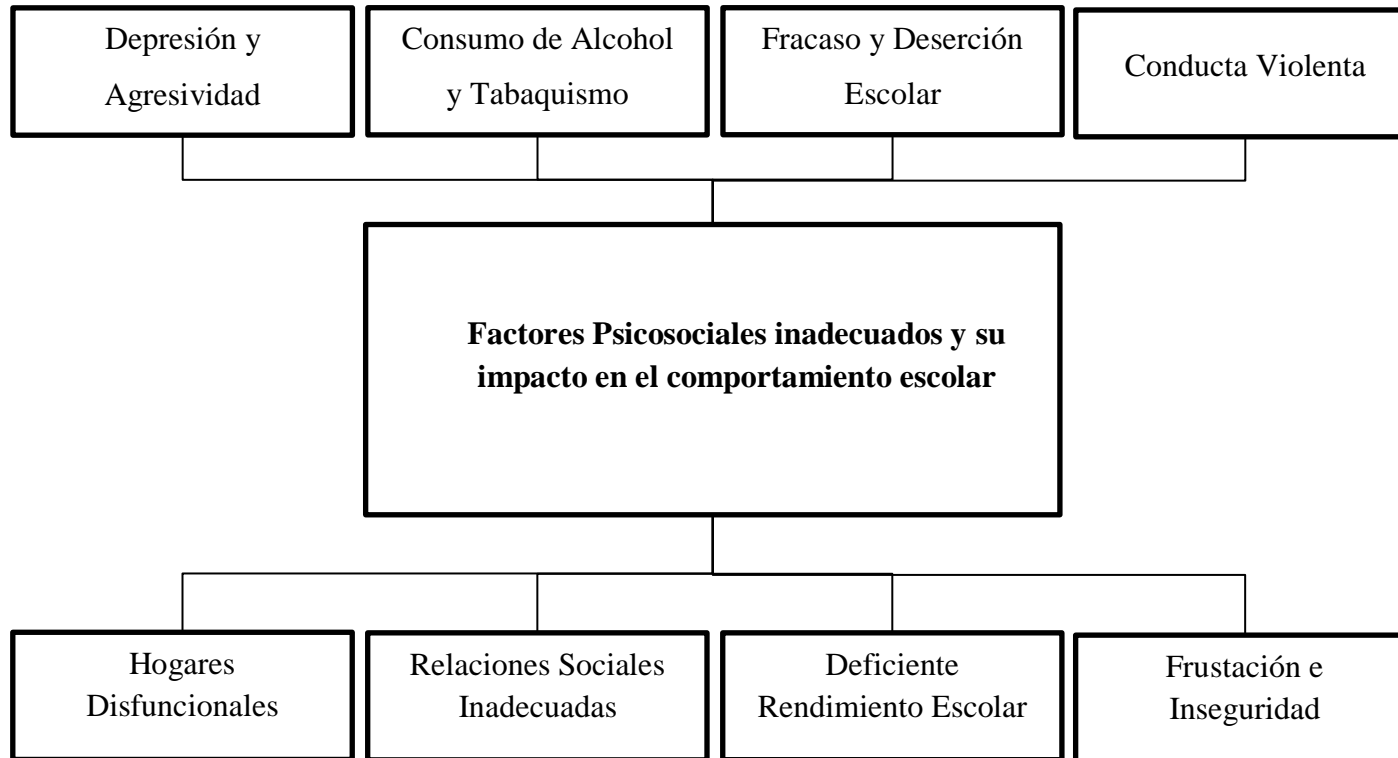 Depresión y
Agresividad
Consumo de Alcohol
y Tabaquismo
Fracaso y Deserción
Escolar
Conducta Violenta
Factores Psicosociales inadecuados y su
impacto en el comportamiento escolar
Hogares
Disfuncionales
Relaciones Sociales
Inadecuadas
Deficiente
Rendimiento Escolar
Frustación e
Inseguridad